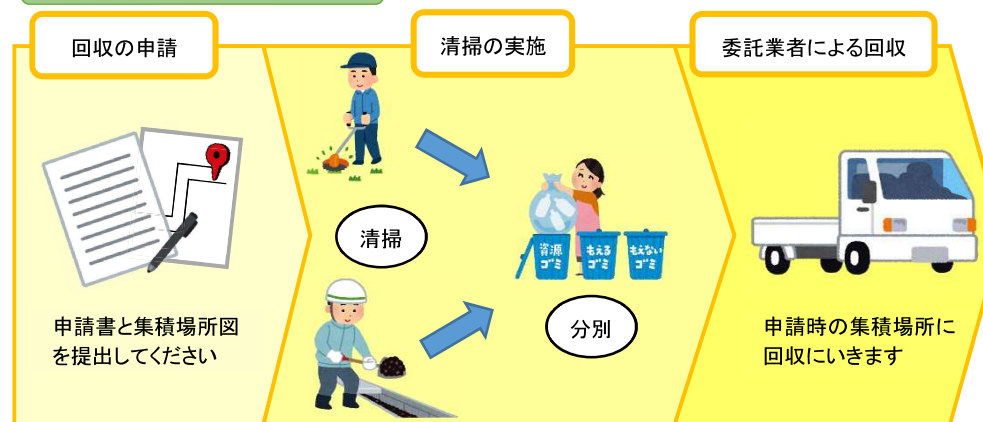 回収の申請
申請書と集積場所図
を提出してください
清掃の実施
清掃
資源
ゴミ
もえる
ゴミ
もえない
ゴミ
分別
委託業者による回収
申請時の集積場所に
回収にいきます